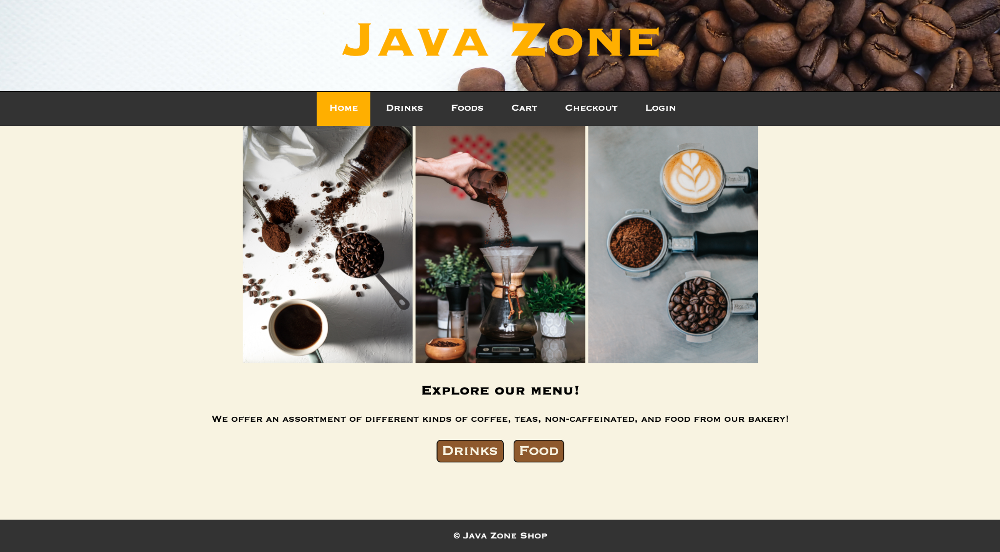 Java Zone
Home Drinks Foods Cart Checkout Login
Explore our menu!
We offer an assortment of different kinds of coffee, teas, non-caffeinated, and food from our bakery!
Drinks Food
© Java Zone Shop